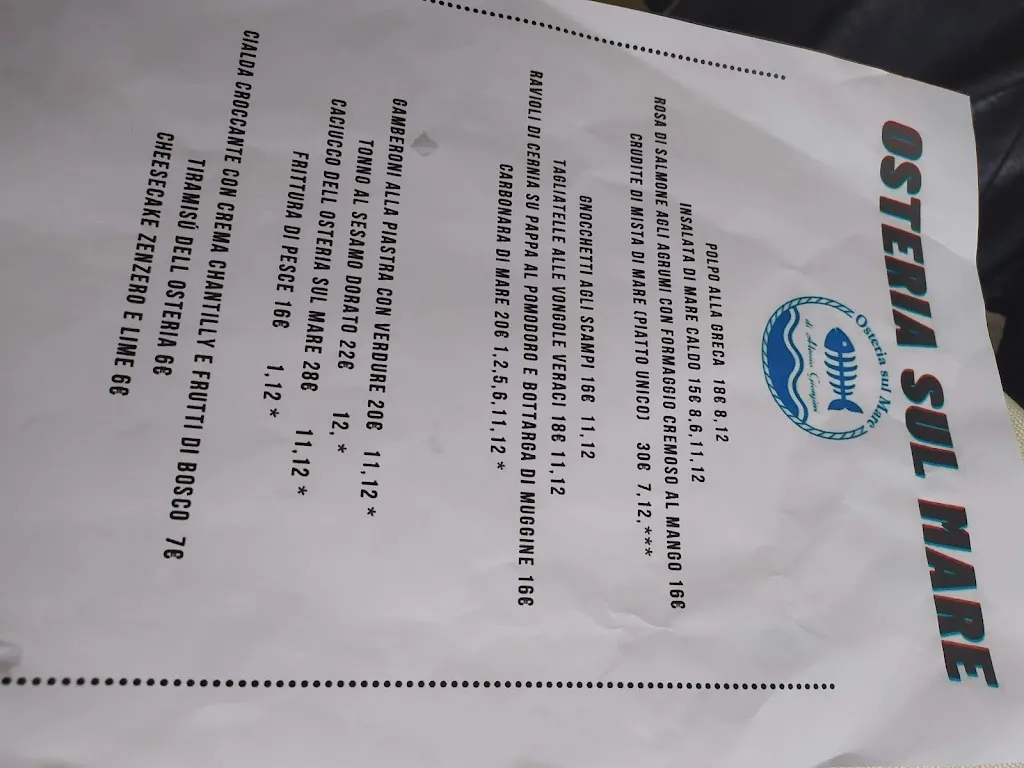 OSTERIA SUL MARE
Osteria sul Mare
POLPO ALLA GRECA 18€ 8,12
INSALATA DI MARE CALDO 15€ 8,6,11,12
ROSA DI SALMONE AGLI AGRUMI CON FORMAGGIO CREMOSO AL MANGO 16€
CRUDITE DI MISTA DI MARE (PIATTO UNICO) 30€ 7,12,***
GNOCCHETTI AGLI SCAMPI 16€ 11,12
TAGLIATELLE ALLE VONGOLE VERACI 18€ 11,12
RAVIOLI DI CERNIA SU PAPPA AL POMODORO E BOTTARGA DI MUGGINE 16€
CARBONARA DI MARE 20€ 1,2,5,6,11,12 *
GAMBERONI ALLA PIASTRA CON VERDURE 20€ 11,12 *
TONNO AL SESAMO DORATO 22€ 12, *
CACIUCCO DELL OSTERIA SUL MARE 28€ 11,12 *
FRITTURA DI PESE 16€ 1,12 *
CIALDA CROCCANTE CON CREMA CHANTILLY E FRUTTI DI BOSCO 7€
TIRAMISÚ DELL OSTERIA 6€
CHEESECAKE ZENZERO E LIME 6€